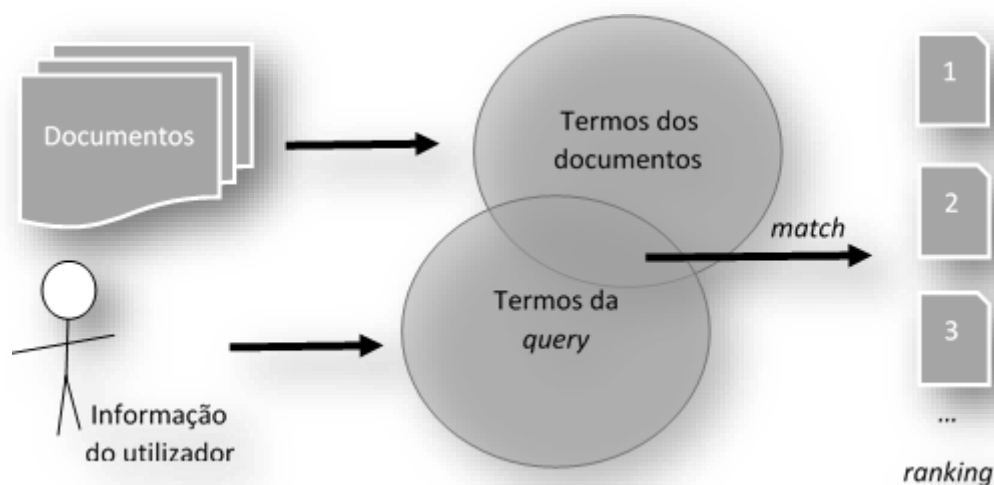 Documentos
Termos dos
documentos
1
2
3
...
ranking
match
Termos da
query
Informação
do utilizador